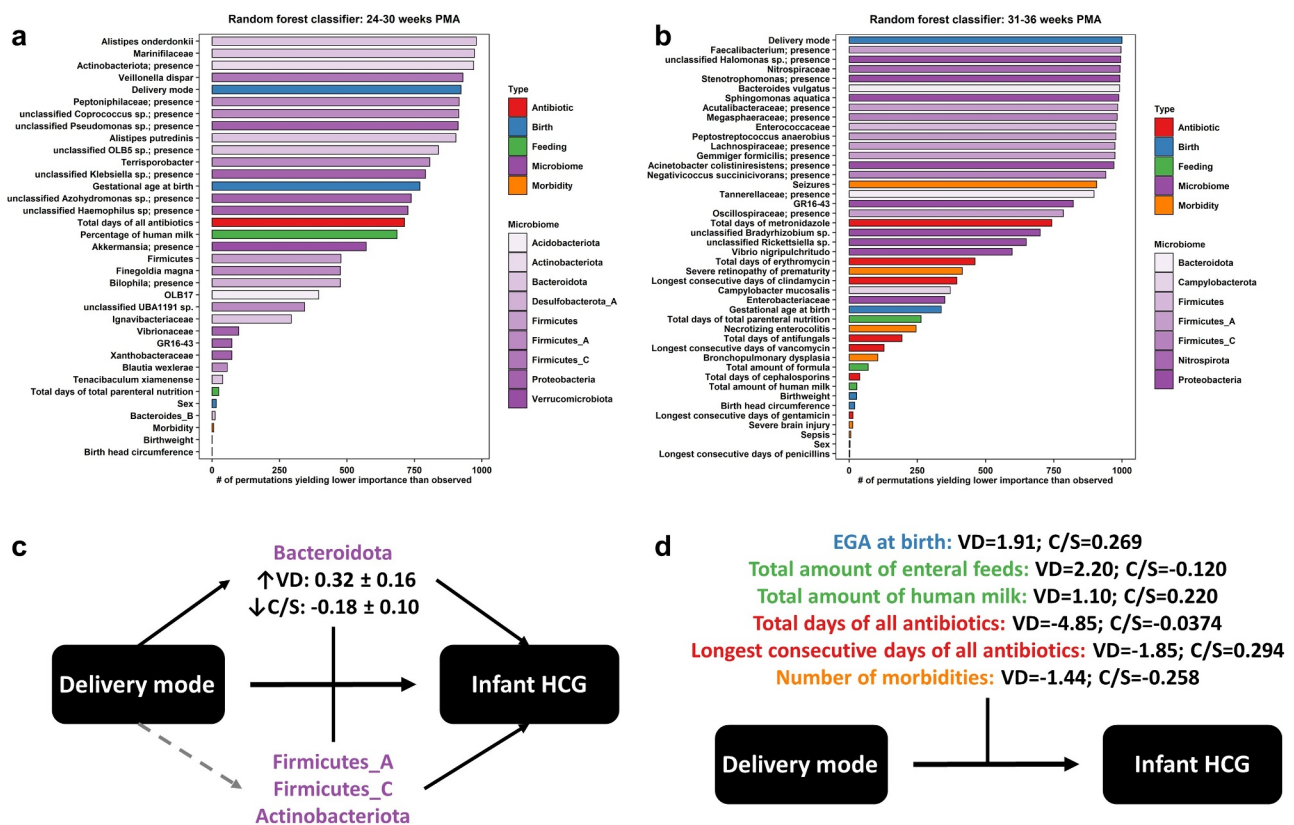 a
Random forest classifier: 24-30 weeks PMA
Alistipes onderdonkii
Marinifilaceae
Actinobacteriota; presence
Veillonella dispar
Delivery mode
Peptoniphilaceae; presence
unclassified Coprococcus sp.; presence
unclassified Pseudomonas sp.; presence
Alistipes putredinis
unclassified OLB5 sp.; presence
Terrisporobacter
unclassified Klebsiella sp.; presence
Gestational age at birth
unclassified Azohydromonas sp.; presence
unclassified Haemophilus sp; presence
Total days of all antibiotics
Percentage of human milk
Akkermansia; presence
Firmicutes
Finegoldia magna
Bilophila; presence
OLB17
unclassified UBA1191 sp.
Ignavibacteriaceae
Vibrionaceae
GR16-43
Xanthobacteraceae
Blautia wexlerae
Tenacibaculum xiamenense
Total days of total parenteral nutrition
Sex
Bacteroides_B
Morbidity
Birthweight
Birth head circumference
0 250 500 750 1000
# of permutations yielding lower importance than observed
Type
Antibiotic
Birth
Feeding
Microbiome
Morbidity
Microbiome
Acidobacteriota
Actinobacteriota
Bacteroidota
Desulfobacterota_A
Firmicutes
Firmicutes_A
Firmicutes_C
Proteobacteria
Verrucomicrobiota
b
Random forest classifier: 31-36 weeks PMA
Delivery mode
Faecalibacterium; presence
unclassified Halomonas sp.; presence
Nitrospiraceae
Stenotrophomonas; presence
Bacteroides vulgatus
Sphingomonas aquatica
Acutalibacteraceae; presence
Megasphaeraceae; presence
Enterococcaceae
Peptostreptococcus anaerobius
Lachnospiraceae; presence
Gemmiger formicilis; presence
Acinetobacter colistiniresistens; presence
Negativicoccus succinicivorans; presence
Seizures
Tannerellaceae; presence
GR16-43
Oscillospiraceae; presence
Total days of metronidazole
unclassified Bradyrhizobium sp.
unclassified Rickettsiella sp.
Vibrio nigripulchritudo
Total days of erythromycin
Severe retinopathy of prematurity
Longest consecutive days of clindamycin
Campylobacter mucosalis
Enterobacteriaceae
Gestational age at birth
Total days of total parenteral nutrition
Necrotizing enterocolitis
Total days of antifungals
Longest consecutive days of vancomycin
Bronchpulmonary dysplasia
Total amount of formula
Total days of cephalosporins
Total amount of human milk
Birthweight
Birth head circumference
Longest consecutive days of gentamicin
Severe brain injury
Sepsis
Sex
Longest consecutive days of penicillins
0 250 500 750 1000
# of permutations yielding lower importance than observed
Type
Antibiotic
Birth
Feeding
Microbiome
Morbidity
Microbiome
Bacteroidota
Campylobacterota
Firmicutes
Firmicutes_A
Firmicutes_C
Nitrospirota
Proteobacteria
c
Bacteroidota
↑VD: 0.32 ± 0.16
↓C/S: -0.18 ± 0.10
Delivery mode
Infant HCG
Firmicutes_A
Firmicutes_C
Actinobacteriota
d
EGA at birth: VD=1.91; C/S=0.269
Total amount of enteral feeds: VD=2.20; C/S=-0.120
Total amount of human milk: VD=1.10; C/S=0.220
Total days of all antibiotics: VD=-4.85; C/S=-0.0374
Longest consecutive days of all antibiotics: VD=-1.85; C/S=0.294
Number of morbidities: VD=-1.44; C/S=-0.258
Delivery mode
Infant HCG